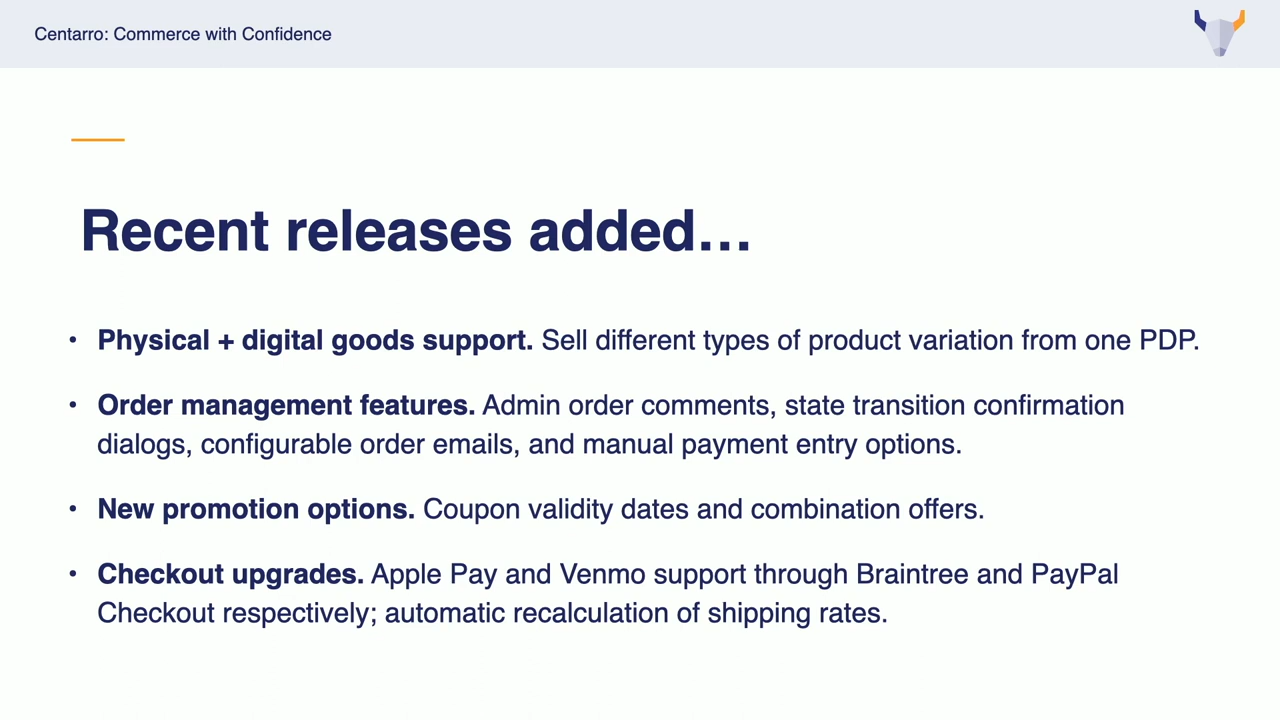 Centarro: Commerce with Confidence
Recent releases added…
• Physical + digital goods support. Sell different types of product variation from one PDP.
• Order management features. Admin order comments, state transition confirmation
dialogs, configurable order emails, and manual payment entry options.
• New promotion options. Coupon validity dates and combination offers.
• Checkout upgrades. Apple Pay and Venmo support through Braintree and PayPal
Checkout respectively; automatic recalculation of shipping rates.